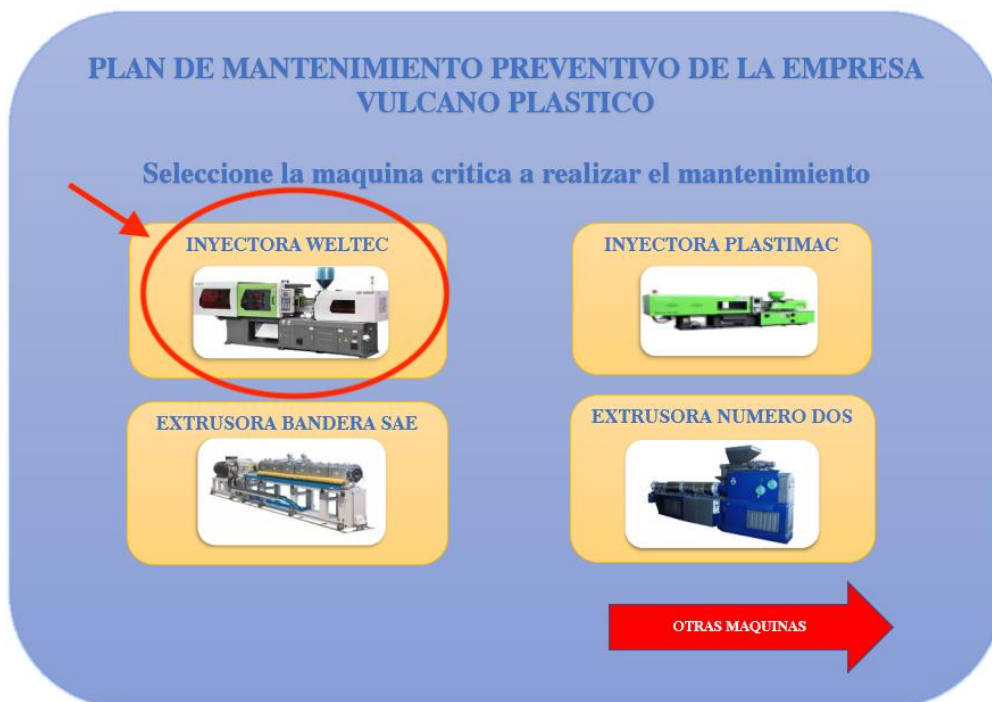 PLAN DE MANTENIMIENTO PREVENTIVO DE LA EMPRESA
VULCANO PLASTICO
Seleccione la maquina critica a realizar el mantenimiento
INYECTORA WELTEC
INYECTORA PLASTIMAC
EXTRUSORA BANDERA SAE
EXTRUSORA NUMERO DOS
OTRAS MAQUINAS